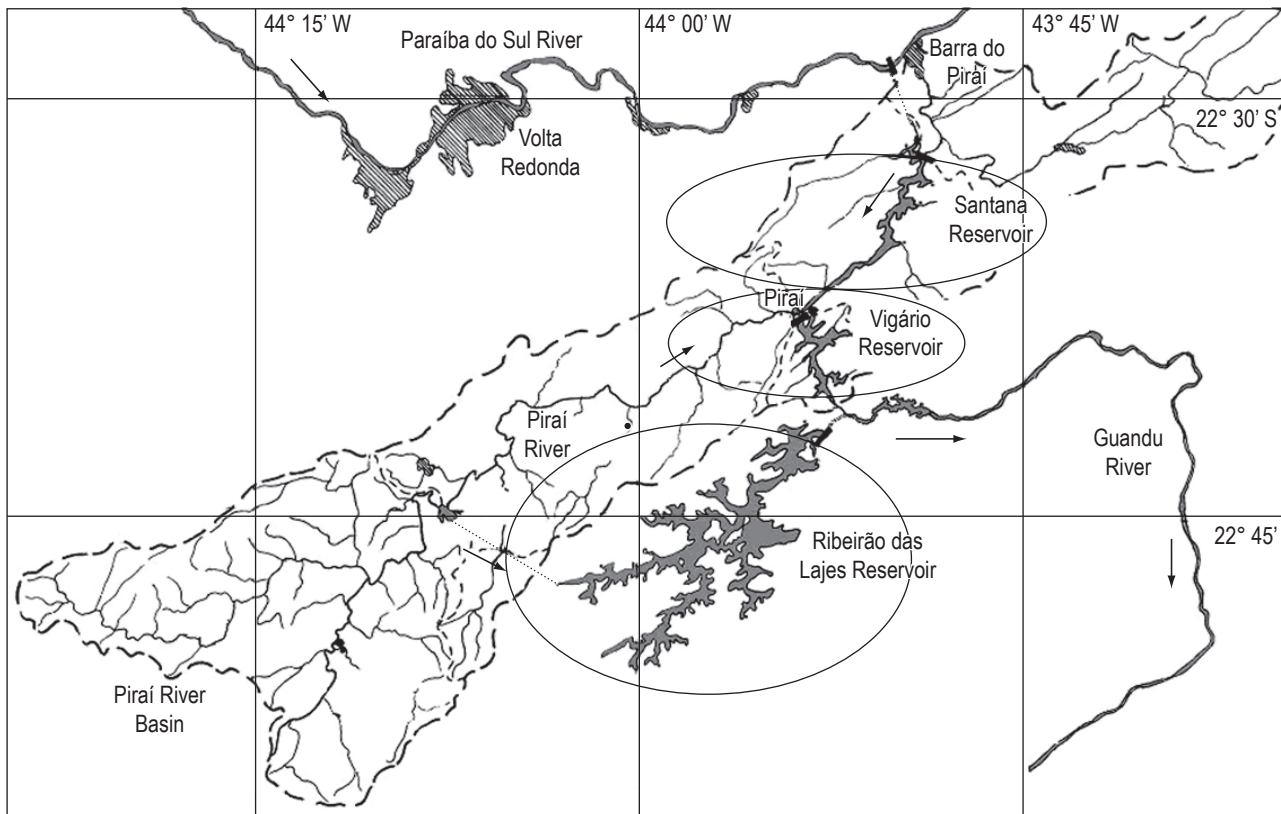 44° 15’ W
44° 00’ W
43° 45’ W
Paraíba do Sul River
Barra do
Piraí
22° 30’ S
Volta
Redonda
Santana
Reservoir
Piraí
Vigário
Reservoir
Piraí
River
Guandu
River
Ribeirão das
Lajes Reservoir
22° 45’
Piraí River
Basin